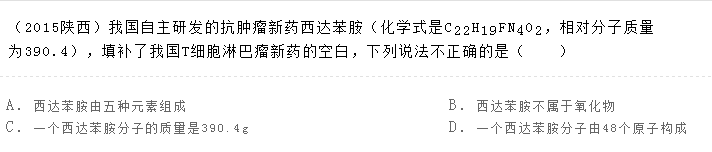 （2015陕西）我国自主研发的抗肿瘤新药西达苯胺（化学式是C₂₂H₁₉FN₄O₂，相对分子质量
为390.4），填补了我国T细胞淋巴瘤新药的空白，下列说法不正确的是（  ）
A. 西达苯胺由五种元素组成 B. 西达苯胺不属于氧化物
C. 一个西达苯胺分子的质量是390.4g D. 一个西达苯胺分子由48个原子构成